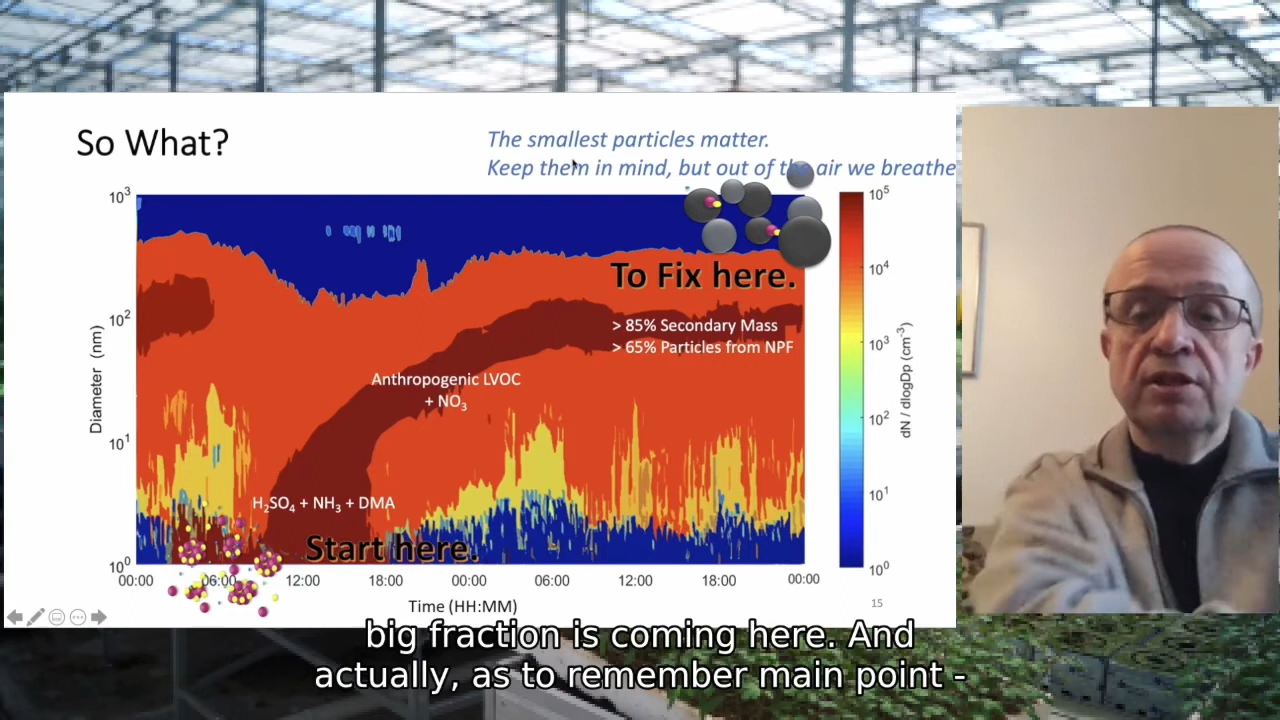 So What?
The smallest particles matter.
Keep them in mind, but out of the air we breathe
10³
10²
10¹
10⁰
Diameter (nm)
To Fix here.
> 85% Secondary Mass
> 65% Particles from NPF
Anthropogenic LVOC
+ NO₃
H₂SO₄ + NH₃ + DMA
Start here.
00:00 06:00 12:00 18:00 00:00 06:00 12:00 18:00 00:00
Time (HH:MM)
10⁵
10⁴
10³
10²
10¹
10⁰
dN / dlogDp (cm⁻³)
15
big fraction is coming here. And
actually, as to remember main point -